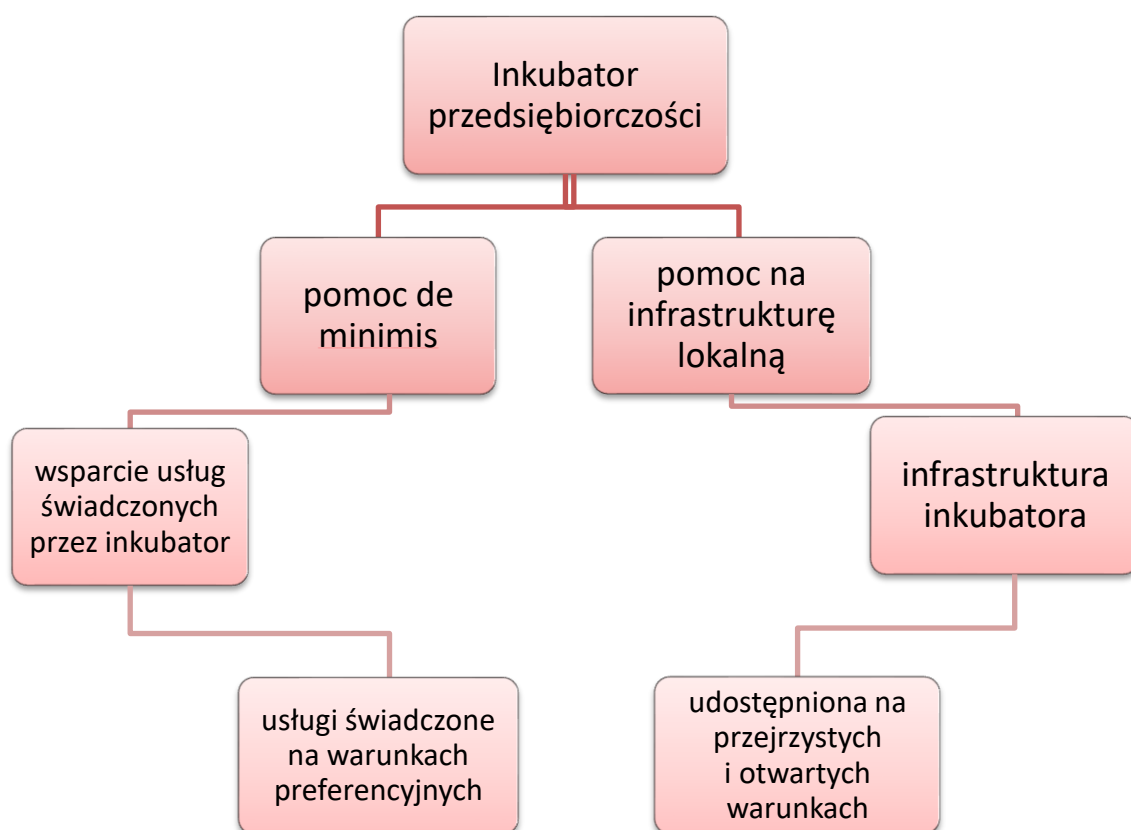 Inkubator
przedsiębiorczości
pomoc de
minimis
pomoc na
infrastrukturę
lokalną
wsparcie usług
świadczonych
przez inkubator
infrastruktura
inkubatora
usługi świadczone
na warunkach
preferencyjnych
udostępniona na
przejrzystych
i otwartych
warunkach